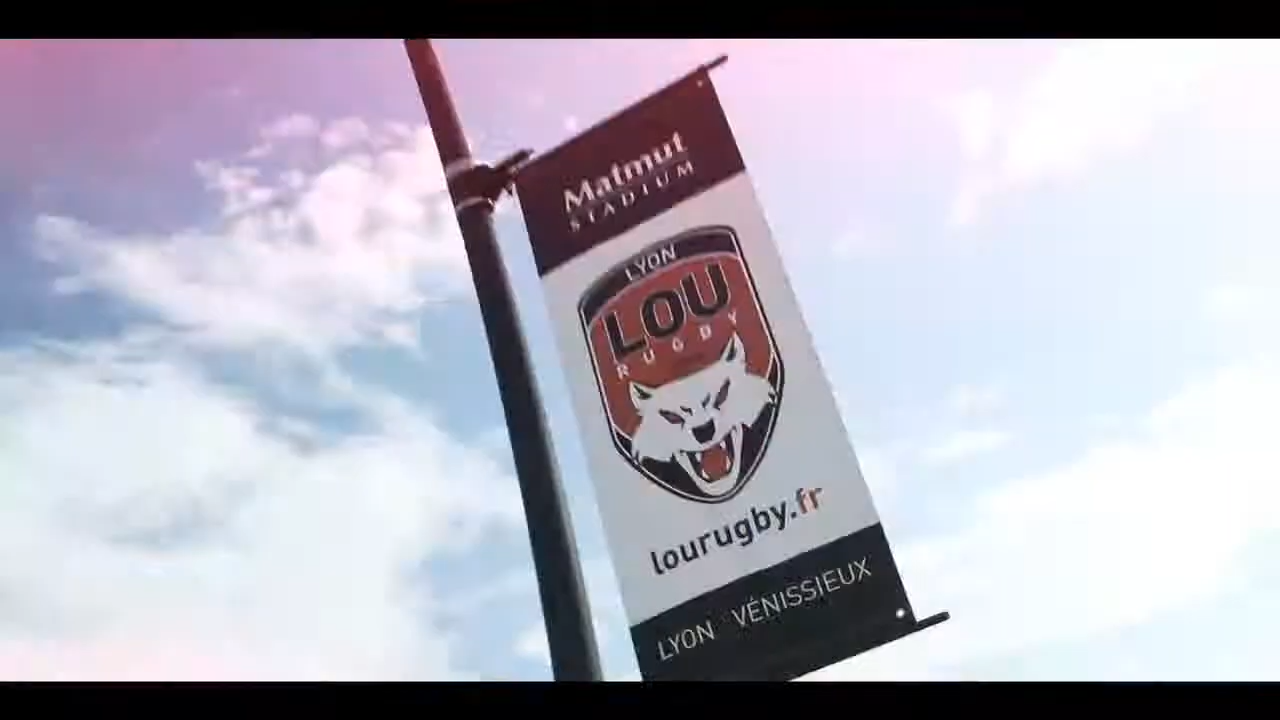 Matmut
STADIUM
LYON
LOU
RUGBY
lourugby.fr
LYON VÉNISSIEUX